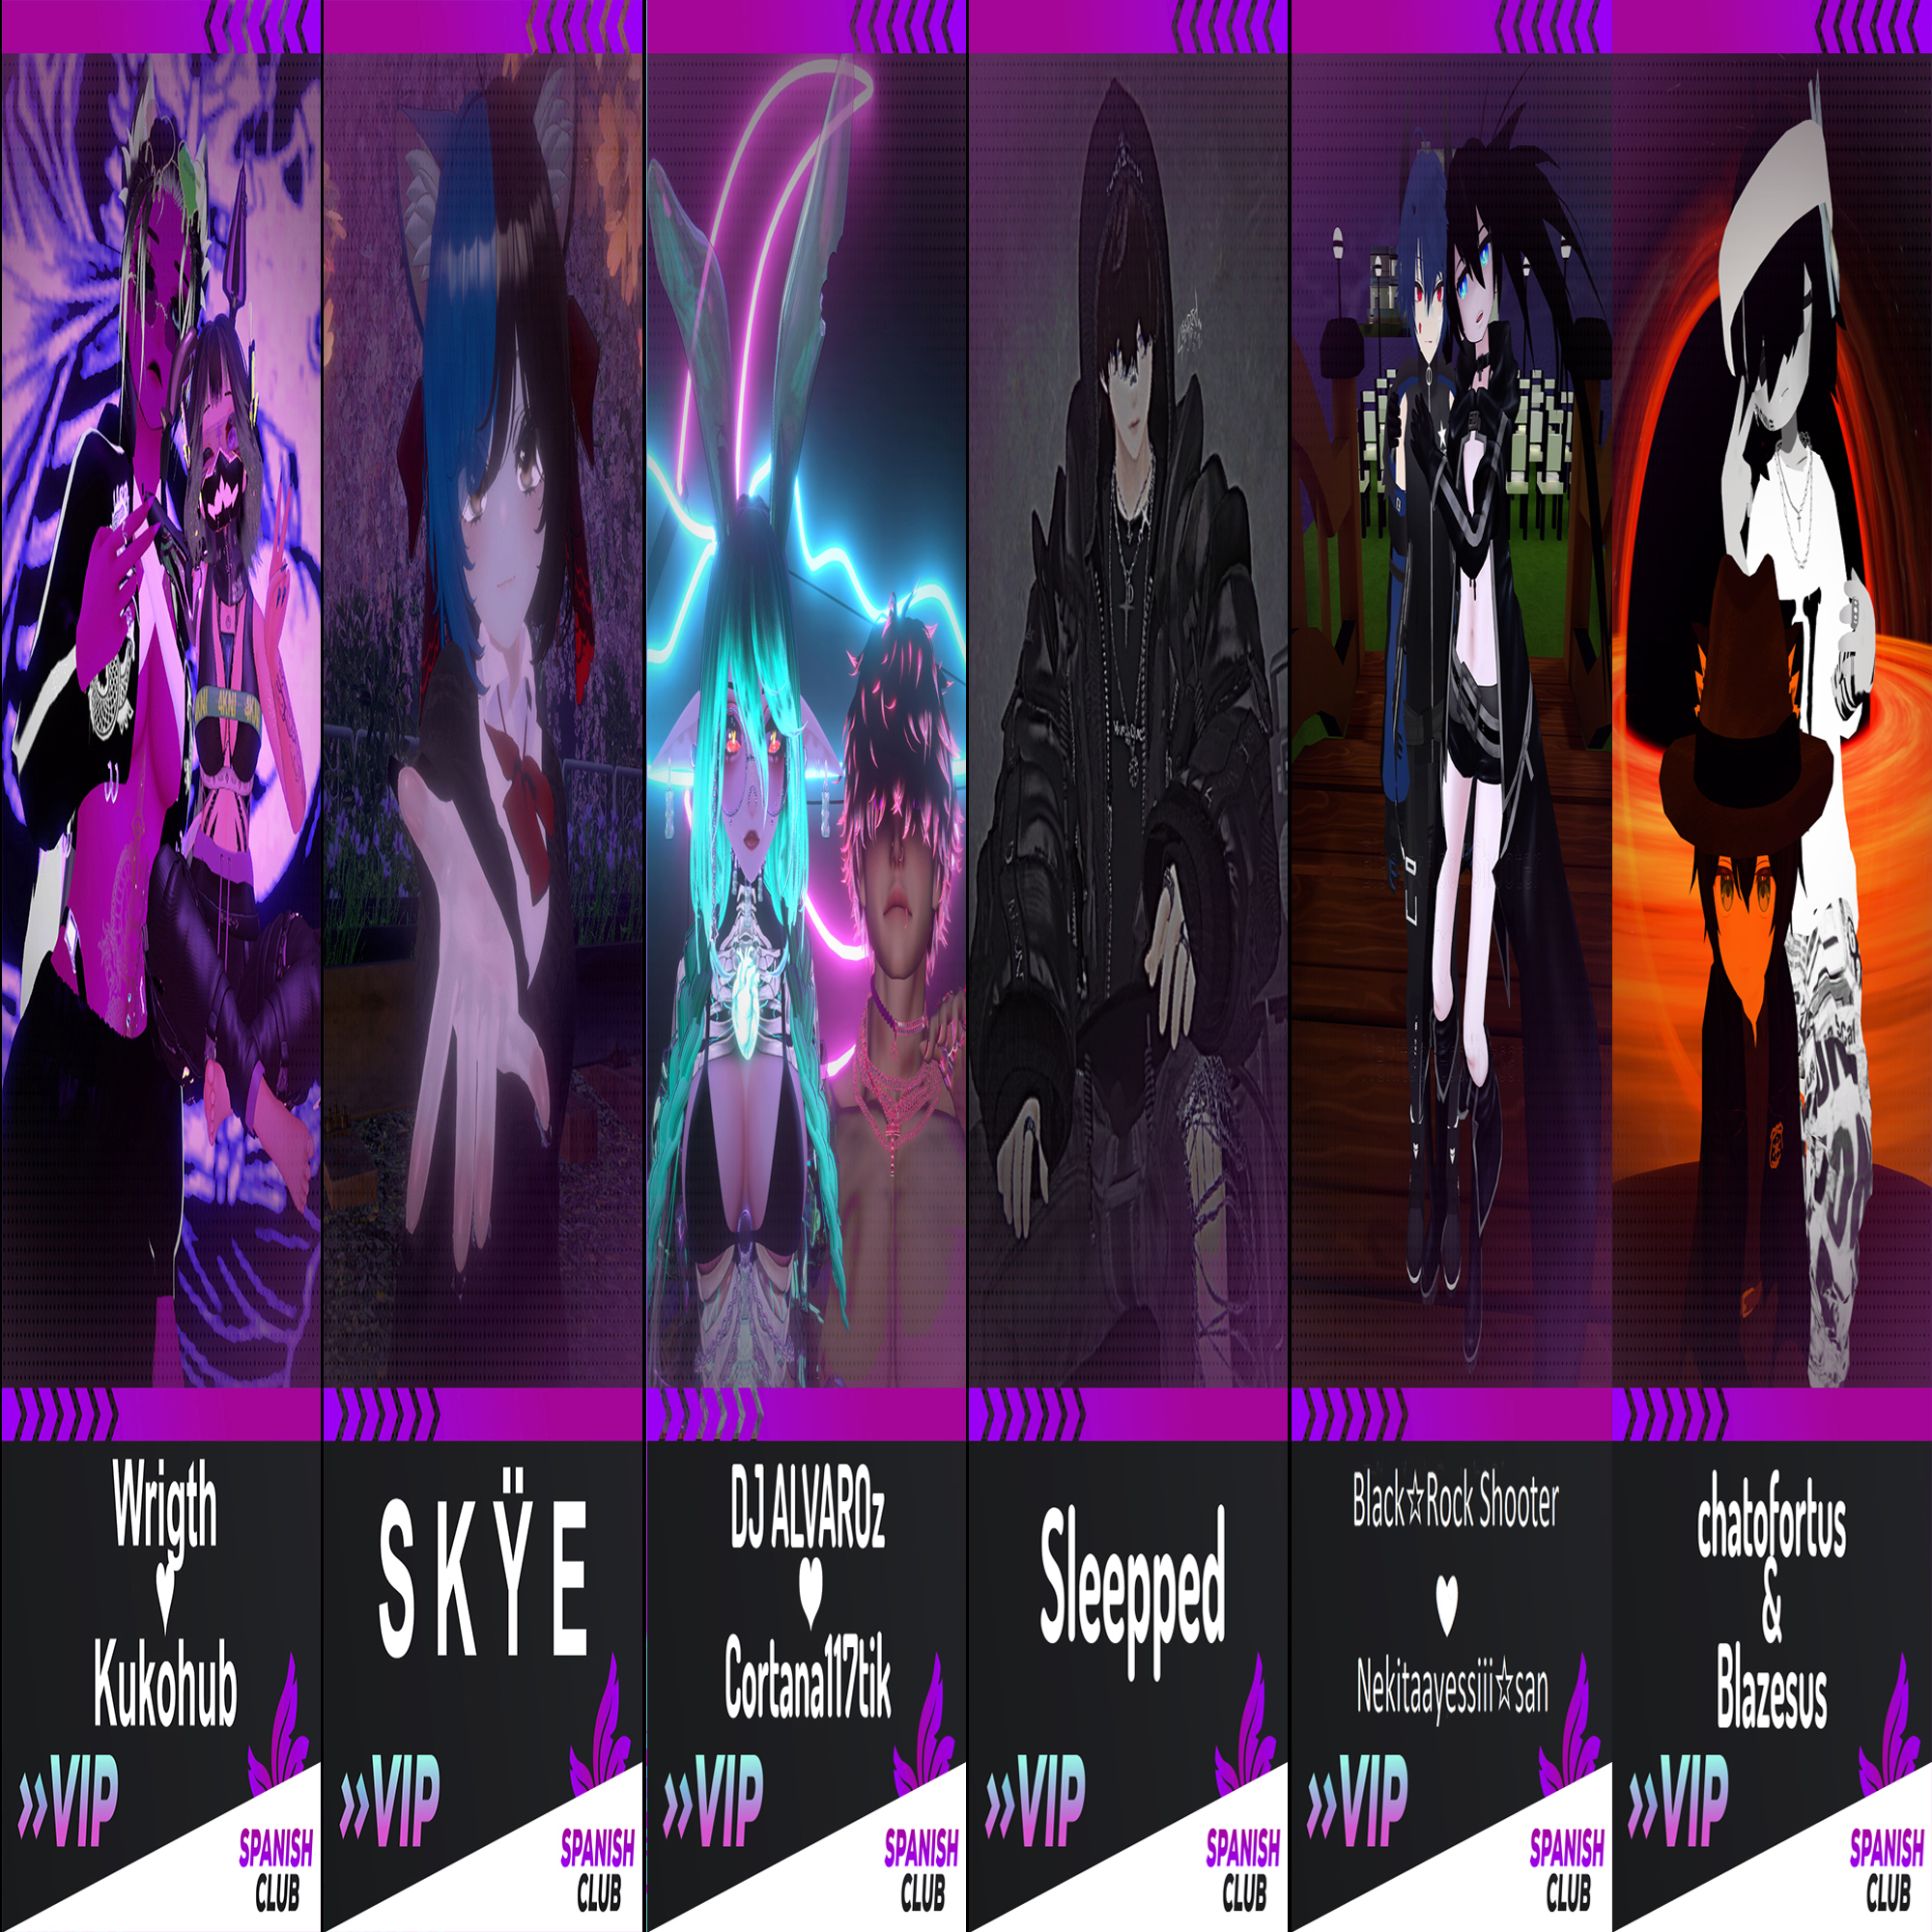 Wrigth
♥
Kukohub
»VIP
SPANISH
CLUB
SKŸE
»VIP
SPANISH
CLUB
DJ ALVAROz
♥
Cortana117tik
»VIP
SPANISH
CLUB
Sleepped
»VIP
SPANISH
CLUB
Black☆Rock Shooter
♥
Nekitaayessiii☆san
»VIP
SPANISH
CLUB
chatofortus
&
Blazesus
»VIP
SPANISH
CLUB